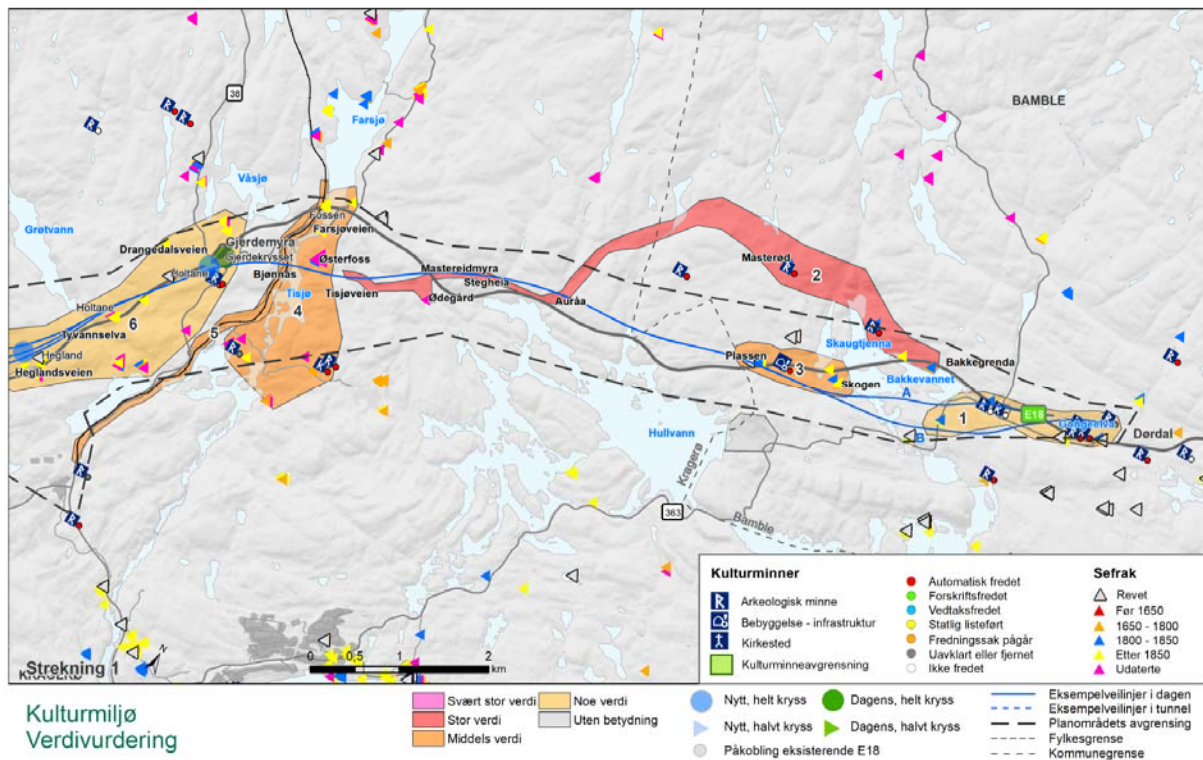 38
BAMBLE
Farsjø
Våsjø
Grøtvann
Fossen
Drangedalsveien
Gjerdemyra
Farsjøveien
Gjerdekrysset
Østerfoss
Masterød
2
Holtane
Bjønnås
Mastereidmyra
Stegheia
Tisjø
Tisjøveien
Ødegård
Auråa
Holtane
4
6
5
Tyvannselva
Skaugtjenna
Hegland
Plassen
Bakkegrenda
Heglandsveien
3
Skogen
Bakkevannet
A
E18
1
B
Dørdal
Hullvann
Kragerø
363
Bamble
Strekning 1
KRAGERØ
N
0 0,5 1 2
km
Kulturminner
Arkeologisk minne
Bebyggelse - infrastruktur
Kirkested
Kulturminneavgrensning
Automatisk fredet
Forskriftsfredet
Vedtaksfredet
Statlig listeført
Fredningssak pågår
Uavklart eller fjernet
Ikke fredet
Sefrak
Revet
Før 1650
1650 - 1800
1800 - 1850
Etter 1850
Udaterte
Kulturmiljø
Verdivurdering
Svært stor verdi
Stor verdi
Middels verdi
Noe verdi
Uten betydning
Nytt, helt kryss
Nytt, halvt kryss
Påkobling eksisterende E18
Dagens, helt kryss
Dagens, halvt kryss
Eksempelveilinjer i dagen
Eksempelveilinjer i tunnel
Planområdets avgrensing
Fylkesgrense
Kommunegrense